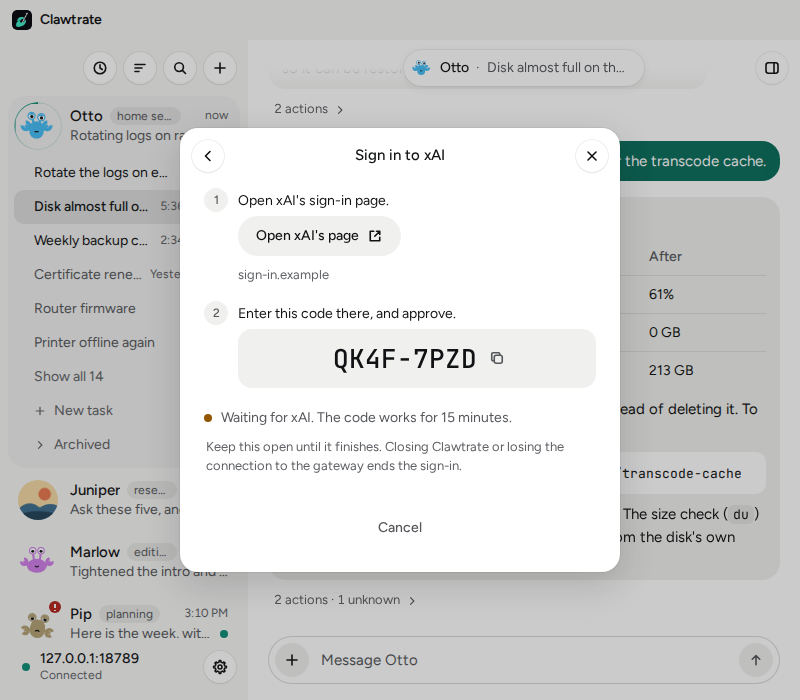 Clawtrate
Otto · Disk almost full on th...
Otto home se... now
Rotating logs on
2 actions
Rotate the logs on e...
the transcode cache.
Disk almost full o... 5:36
Weekly backup c... 2:34
Certificate rene... Yeste
Router firmware
Printer offline again
Show all 14
+ New task
Archived
After
61%
0 GB
213 GB
ead of deleting it. To
/transcode-cache
The size check ( du )
om the disk's own
Sign in to xAI
1 Open xAI's sign-in page.
Open xAI's page
sign-in.example
2 Enter this code there, and approve.
QK4F-7PZD
Waiting for xAI. The code works for 15 minutes.
Keep this open until it finishes. Closing Clawtrate or losing the
connection to the gateway ends the sign-in.
Cancel
Juniper rese...
Ask these five, an
Marlow editi...
Tightened the intro and ...
Pip planning 3:10 PM
Here is the week. wit...
127.0.0.1:18789
Connected
2 actions · 1 unknown
Message Otto